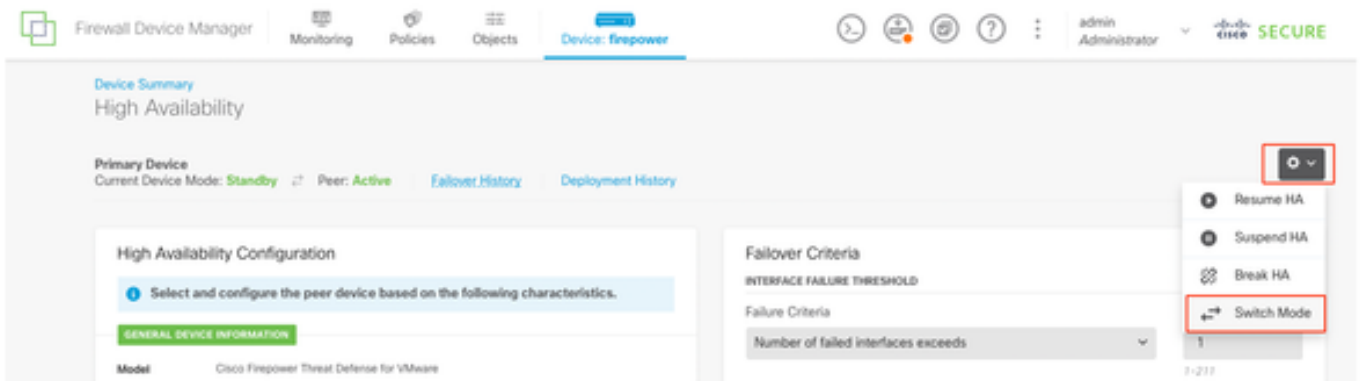 Firewall Device Manager
Monitoring
Policies
Objects
Device: firepower
admin
Administrator
cisco SECURE
Device Summary
High Availability
Primary Device
Current Device Mode: Standby Peer: Active Failover History Deployment History
Resume HA
Suspend HA
Break HA
Switch Mode
High Availability Configuration
Select and configure the peer device based on the following characteristics.
GENERAL DEVICE INFORMATION
Model Cisco Firepower Threat Defense for VMware
Failover Criteria
INTERFACE FAILURE THRESHOLD
Failure Criteria
Number of failed interfaces exceeds
1
1-211